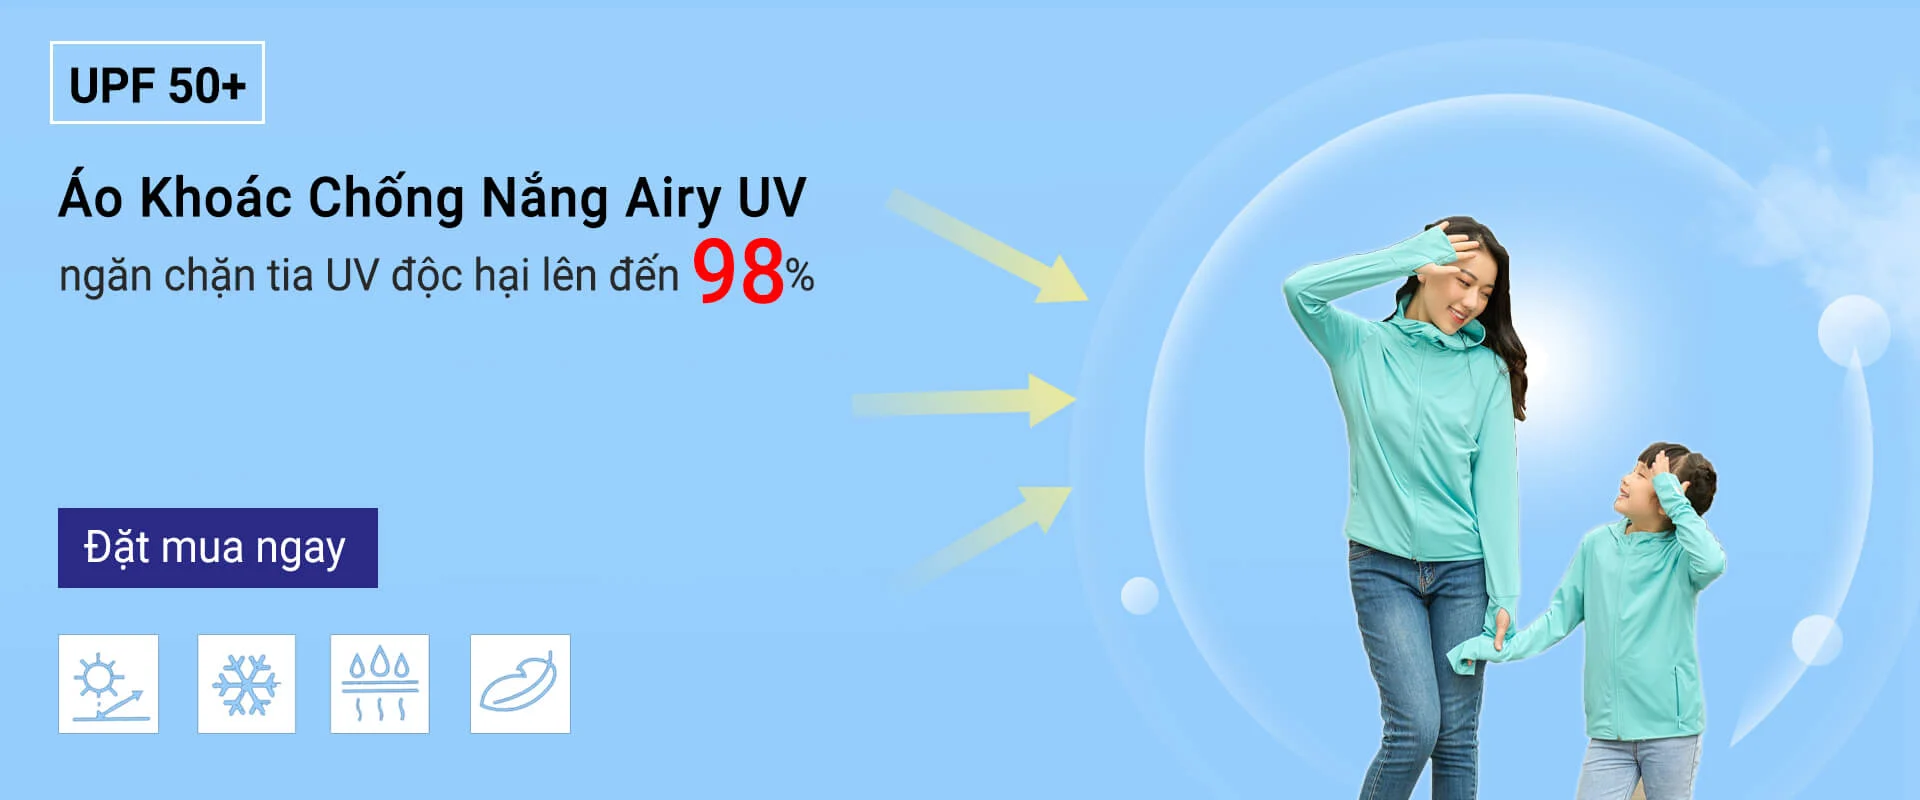 UPF 50+
Áo Khoác Chống Nắng Airy UV
ngăn chặn tia UV độc hại lên đến 98%
Đặt mua ngay